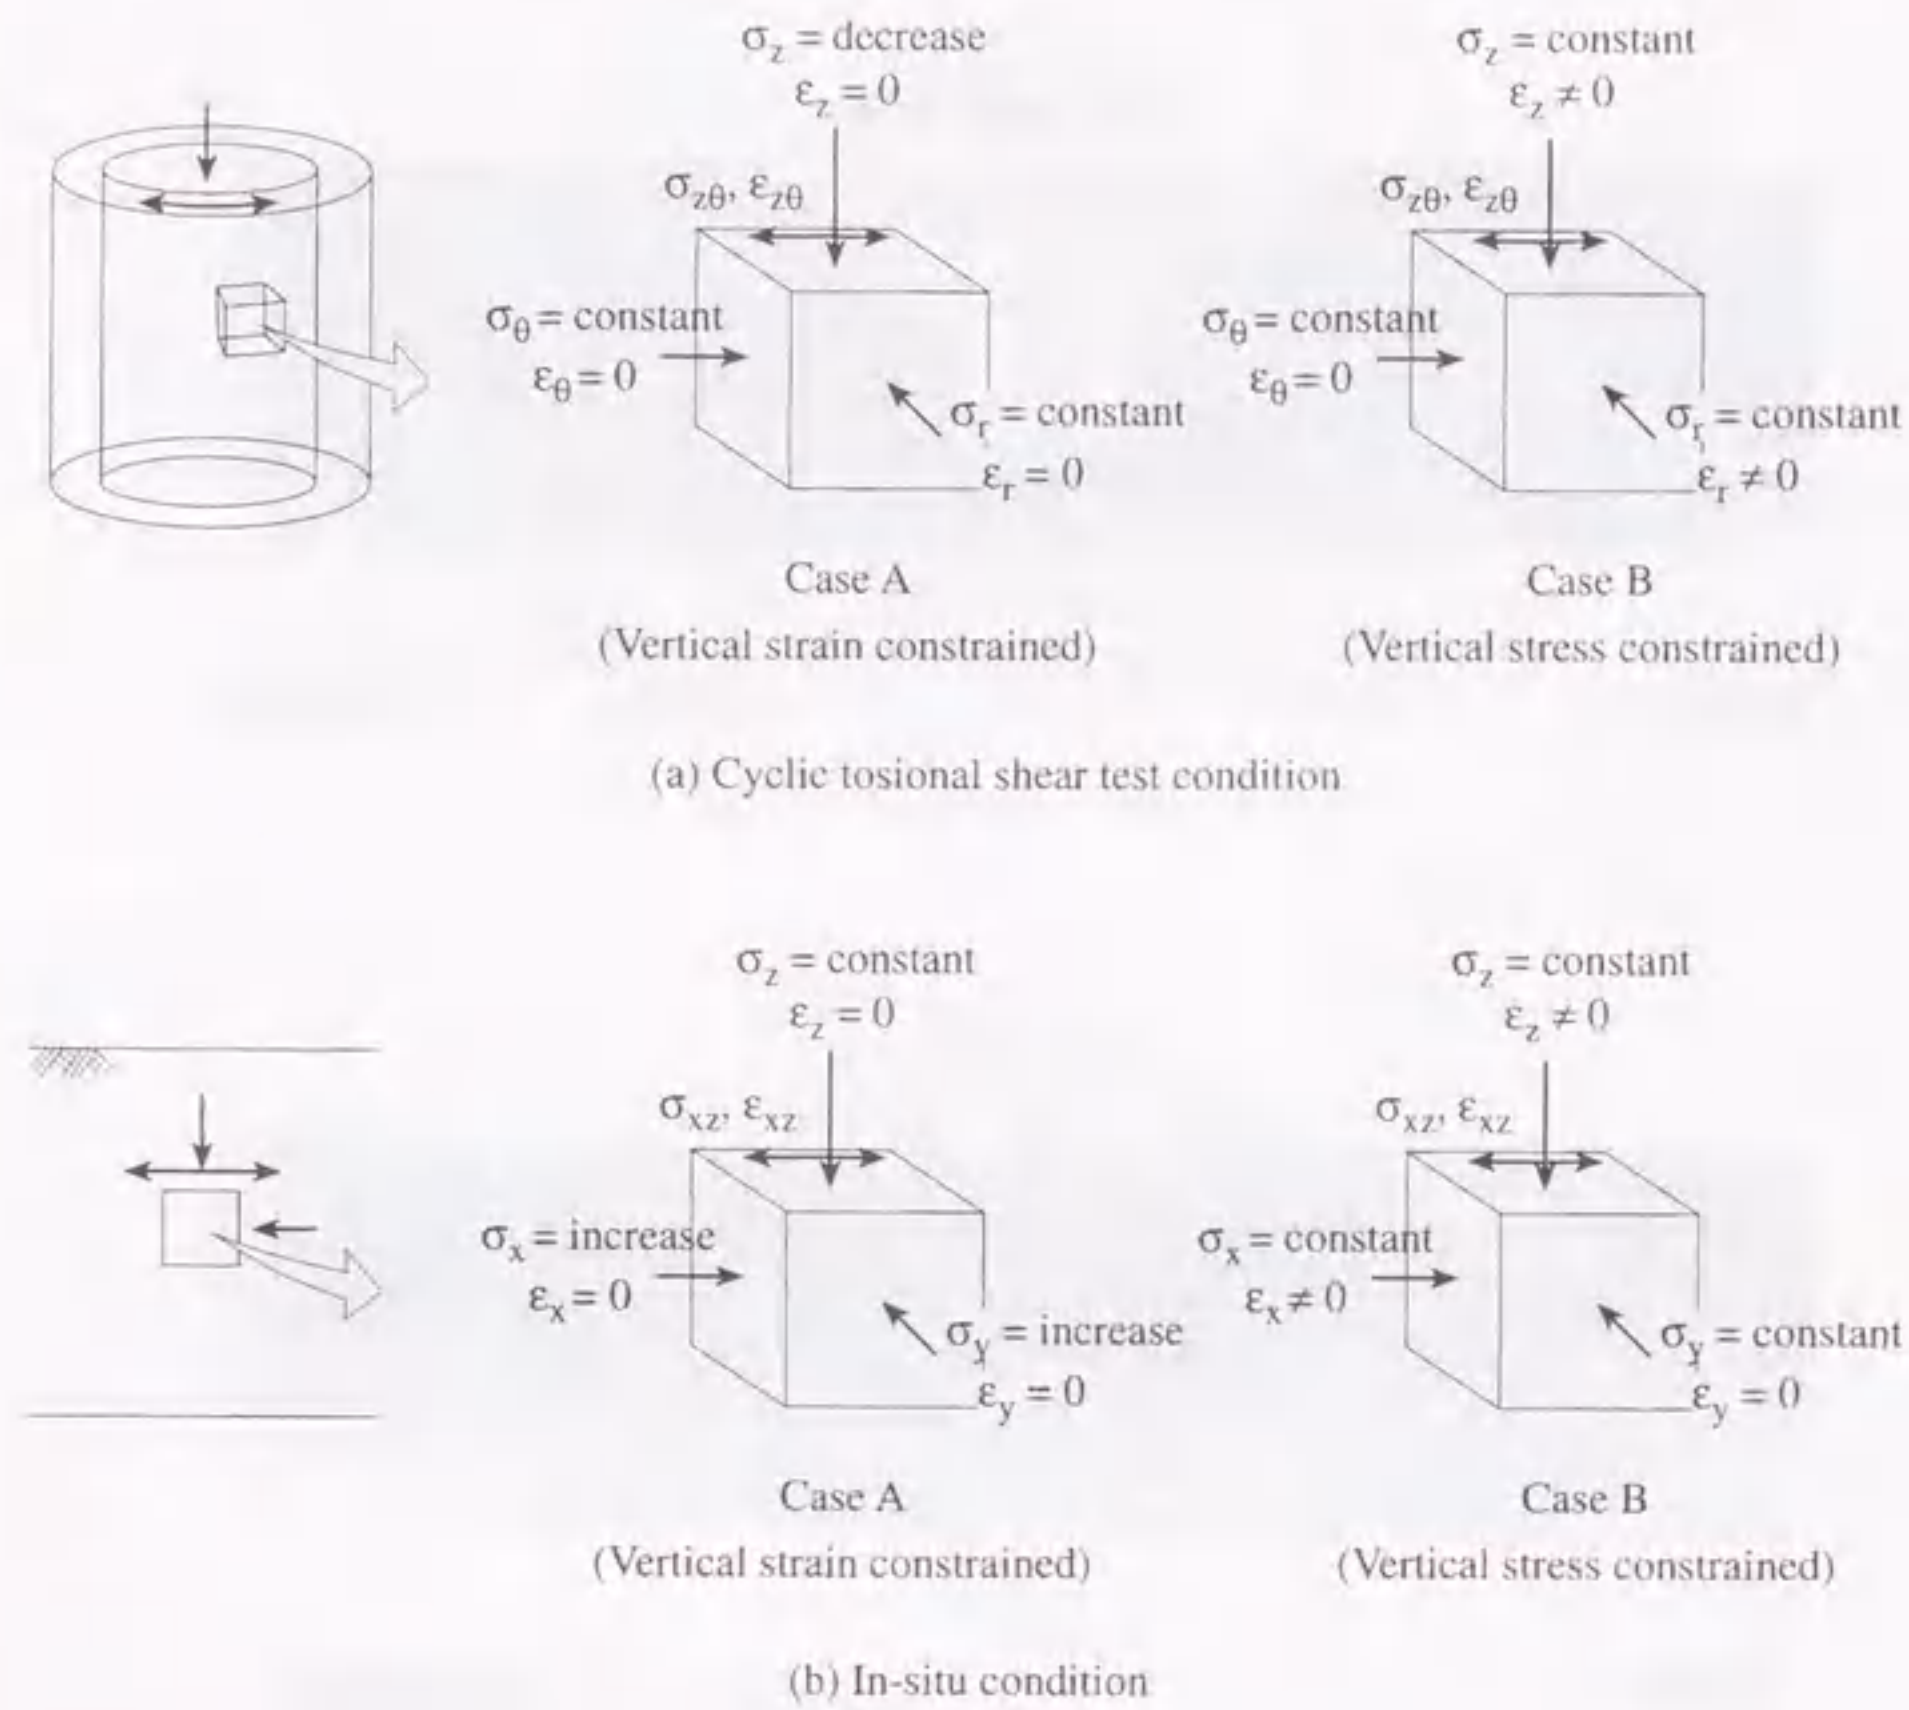 σz = decrease
εz = 0
σzθ, εzθ
σθ = constant
εθ = 0
σr = constant
εr = 0
Case A
(Vertical strain constrained)
σz = constant
εz ≠ 0
σzθ, εzθ
σθ = constant
εθ = 0
σr = constant
εr ≠ 0
Case B
(Vertical stress constrained)
(a) Cyclic tosional shear test condition
σz = constant
εz = 0
σxz, εxz
σx = increase
εx = 0
σy = increase
εy = 0
Case A
(Vertical strain constrained)
σz = constant
εz ≠ 0
σxz, εxz
σx = constant
εx ≠ 0
σy = constant
εy = 0
Case B
(Vertical stress constrained)
(b) In-situ condition